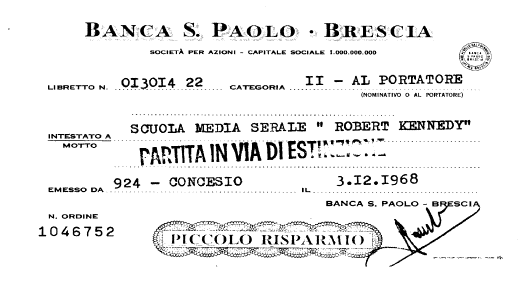 BANCA S. PAOLO · BRESCIA
SOCIETÀ PER AZIONI - CAPITALE SOCIALE 1.000.000.000
LIBRETTO N. 013014 22 CATEGORIA II - AL PORTATORE
(NOMINATIVO O AL PORTATORE)
INTESTATO A SCUOLA MEDIA SERALE " ROBERT KENNEDY"
MOTTO PARTITA IN VIA DI ESTINZIONE
EMESSO DA 924 - CONCESIO IL 3.12.1968
BANCA S. PAOLO - BRESCIA
N. ORDINE
1046752
PICCOLO RISPARMIO